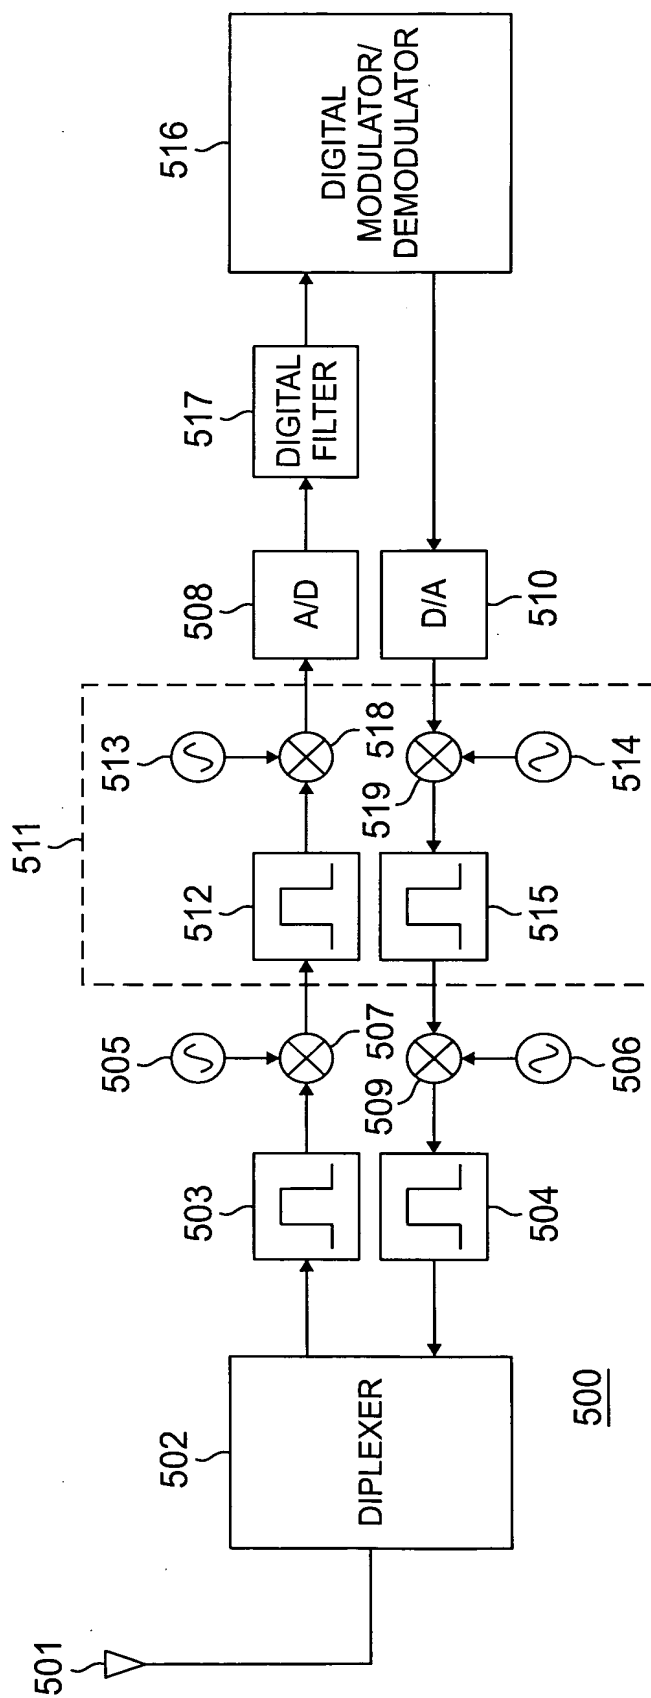 511
501
502
503
505
512
513
508
517
516
DIPLEXER
A/D
DIGITAL
FILTER
DIGITAL
MODULATOR/
DEMODULATOR
507
518
509
519
D/A
504
506
515
514
510
500